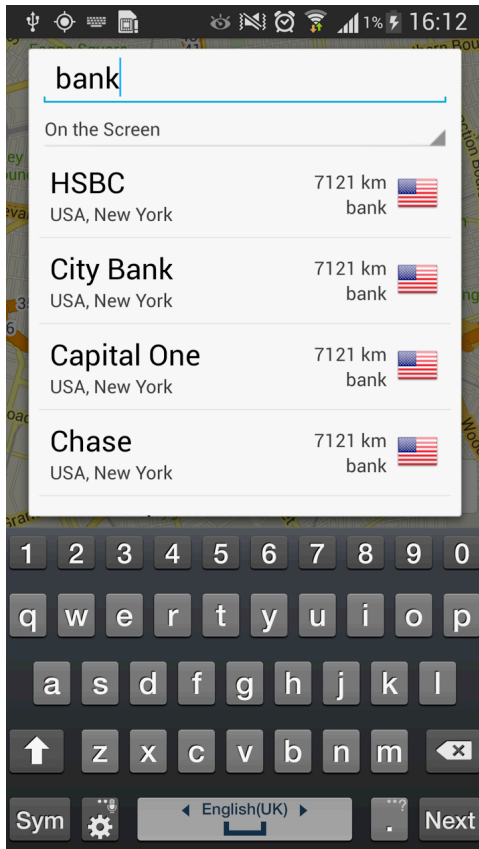 1% 16:12
bank
On the Screen
HSBC 7121 km
USA, New York bank
City Bank 7121 km
USA, New York bank
Capital One 7121 km
USA, New York bank
Chase 7121 km
USA, New York bank
1 2 3 4 5 6 7 8 9 0
q w e r t y u i o p
a s d f g h j k l
z x c v b n m
Sym English(UK) . ? Next